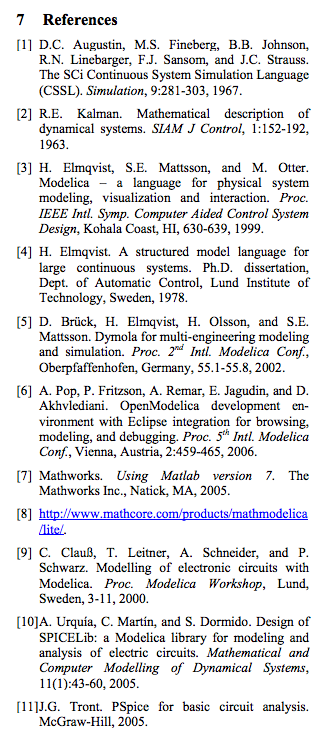 7 References
[1] D.C. Augustin, M.S. Fineberg, B.B. Johnson,
R.N. Linebarger, F.J. Sansom, and J.C. Strauss.
The SCi Continuous System Simulation Language
(CSSL). Simulation, 9:281-303, 1967.
[2] R.E. Kalman. Mathematical description of
dynamical systems. SIAM J Control, 1:152-192,
1963.
[3] H. Elmqvist, S.E. Mattsson, and M. Otter.
Modelica – a language for physical system
modeling, visualization and interaction. Proc.
IEEE Intl. Symp. Computer Aided Control System
Design, Kohala Coast, HI, 630-639, 1999.
[4] H. Elmqvist. A structured model language for
large continuous systems. Ph.D. dissertation,
Dept. of Automatic Control, Lund Institute of
Technology, Sweden, 1978.
[5] D. Brück, H. Elmqvist, H. Olsson, and S.E.
Mattsson. Dymola for multi-engineering modeling
and simulation. Proc. 2nd Intl. Modelica Conf.,
Oberpfaffenhofen, Germany, 55.1-55.8, 2002.
[6] A. Pop, P. Fritzson, A. Remar, E. Jagudin, and D.
Akhvlediani. OpenModelica development en-
vironment with Eclipse integration for browsing,
modeling, and debugging. Proc. 5th Intl. Modelica
Conf., Vienna, Austria, 2:459-465, 2006.
[7] Mathworks. Using Matlab version 7. The
Mathworks Inc., Natick, MA, 2005.
[8] http://www.mathcore.com/products/mathmodelica
/lite/.
[9] C. Clauß, T. Leitner, A. Schneider, and P.
Schwarz. Modelling of electronic circuits with
Modelica. Proc. Modelica Workshop, Lund,
Sweden, 3-11, 2000.
[10]A. Urquía, C. Martín, and S. Dormido. Design of
SPICELib: a Modelica library for modeling and
analysis of electric circuits. Mathematical and
Computer Modelling of Dynamical Systems,
11(1):43-60, 2005.
[11]J.G. Tront. PSpice for basic circuit analysis.
McGraw-Hill, 2005.